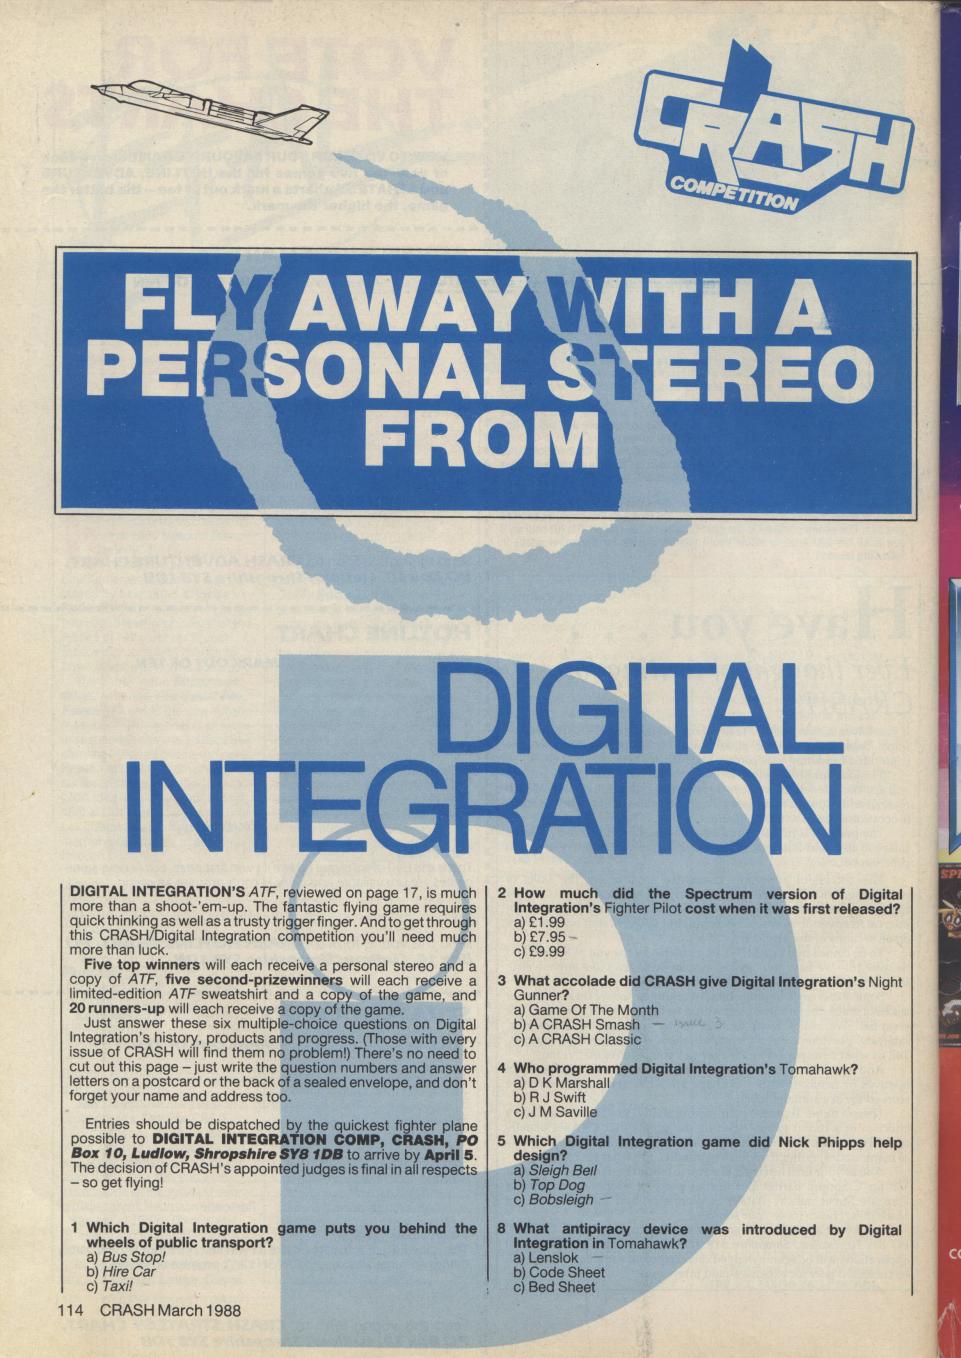 CRASH
COMPETITION
FLY AWAY WITH A
PERSONAL STEREO
FROM
DIGITAL
INTEGRATION
DIGITAL INTEGRATION'S ATF, reviewed on page 17, is much
more than a shoot-'em-up. The fantastic flying game requires
quick thinking as well as a trusty trigger finger. And to get through
this CRASH/Digital Integration competition you'll need much
more than luck.
Five top winners will each receive a personal stereo and a
copy of ATF, five second-prizewinners will each receive a
limited-edition ATF sweatshirt and a copy of the game, and
20 runners-up will each receive a copy of the game.
Just answer these six multiple-choice questions on Digital
Integration's history, products and progress. (Those with every
issue of CRASH will find them no problem!) There's no need to
cut out this page – just write the question numbers and answer
letters on a postcard or the back of a sealed envelope, and don't
forget your name and address too.
Entries should be dispatched by the quickest fighter plane
possible to DIGITAL INTEGRATION COMP, CRASH, PO
Box 10, Ludlow, Shropshire SY8 1DB to arrive by April 5.
The decision of CRASH's appointed judges is final in all respects
– so get flying!
1 Which Digital Integration game puts you behind the
wheels of public transport?
a) Bus Stop!
b) Hire Car
c) Taxi!
2 How much did the Spectrum version of Digital
Integration's Fighter Pilot cost when it was first released?
a) £1.99
b) £7.95
c) £9.99
3 What accolade did CRASH give Digital Integration's Night
Gunner?
a) Game Of The Month
b) A CRASH Smash – issue 3
c) A CRASH Classic
4 Who programmed Digital Integration's Tomahawk?
a) D K Marshall
b) R J Swift
c) J M Saville
5 Which Digital Integration game did Nick Phipps help
design?
a) Sleigh Bell
b) Top Dog
c) Bobsleigh
8 What antipiracy device was introduced by Digital
Integration in Tomahawk?
a) Lenslok
b) Code Sheet
c) Bed Sheet
114 CRASH March 1988